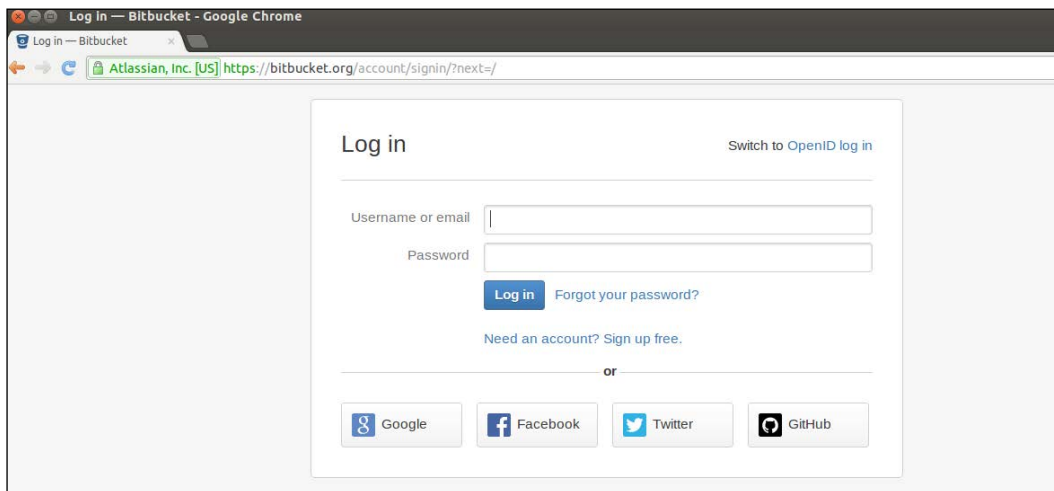 Log in — Bitbucket - Google Chrome
Log in — Bitbucket
Atlassian, Inc. [US] https://bitbucket.org/account/signin/?next=/
Log in
Switch to OpenID log in
Username or email
Password
Log in Forgot your password?
Need an account? Sign up free.
or
Google Facebook Twitter GitHub